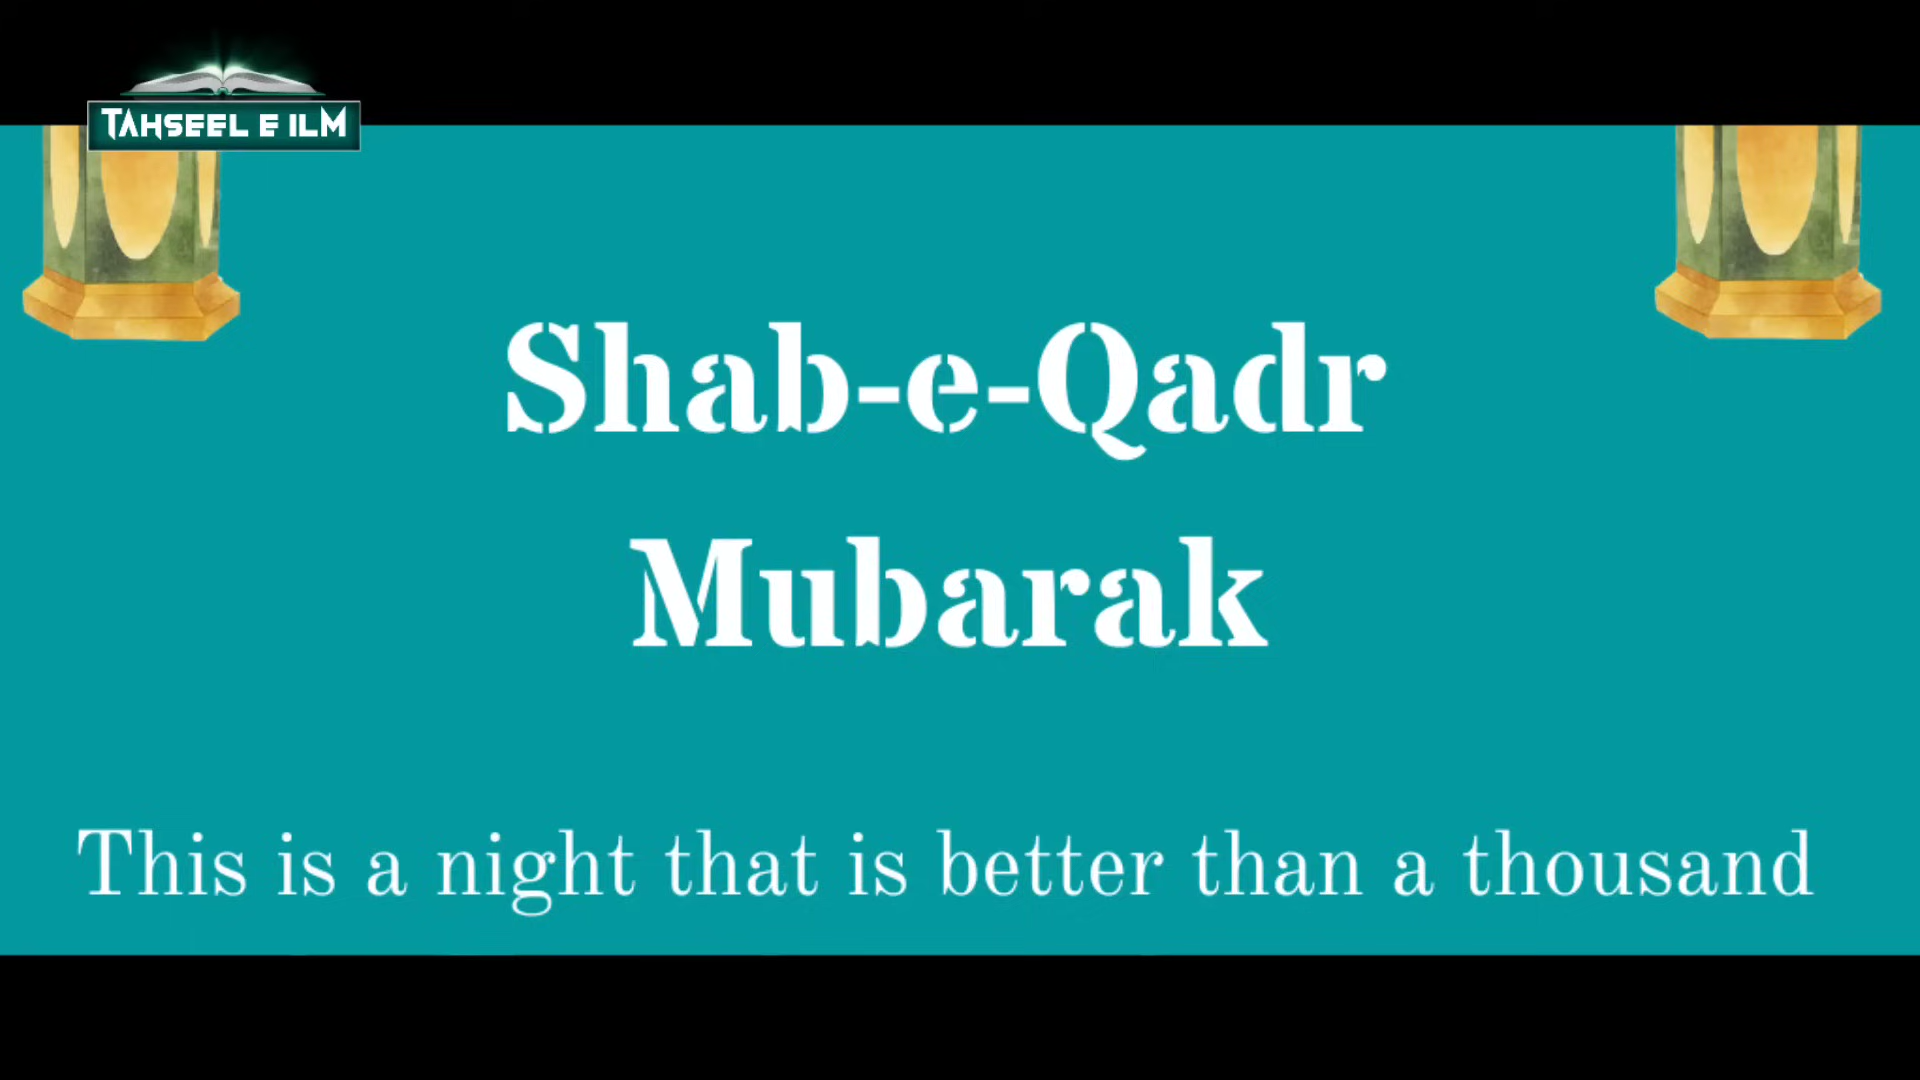 TAHSEEL E ILM
Shab-e-Qadr
Mubarak
This is a night that is better than a thousand